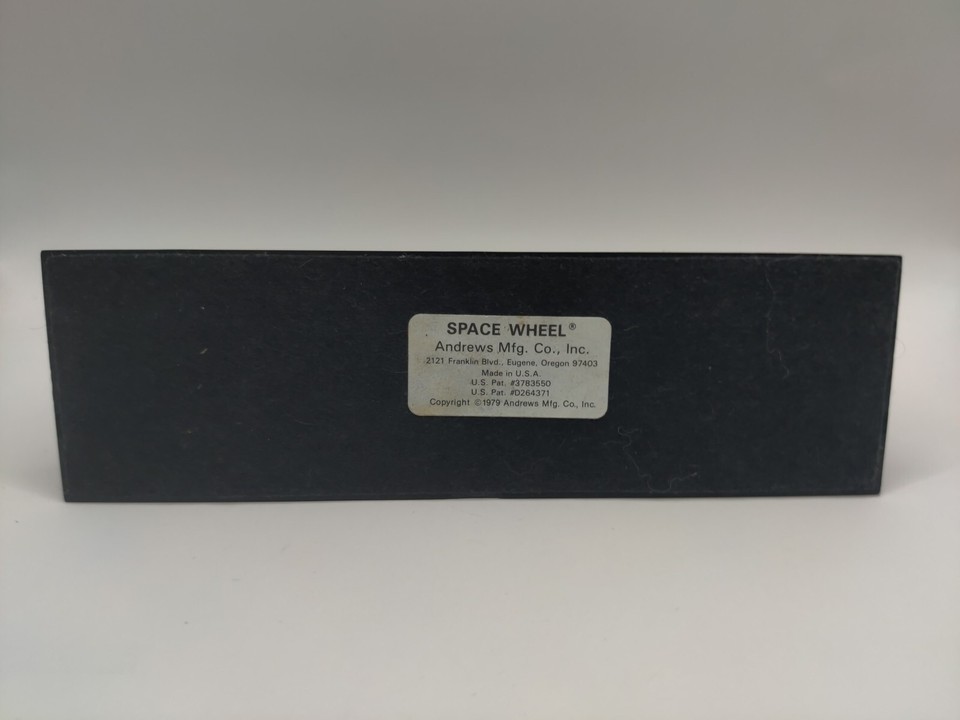 SPACE WHEEL®
Andrews Mfg. Co., Inc.
2121 Franklin Blvd., Eugene, Oregon 97403
Made in U.S.A.
U.S. Pat. #3783550
U.S. Pat. #D264371
Copyright ©1979 Andrews Mfg. Co., Inc.